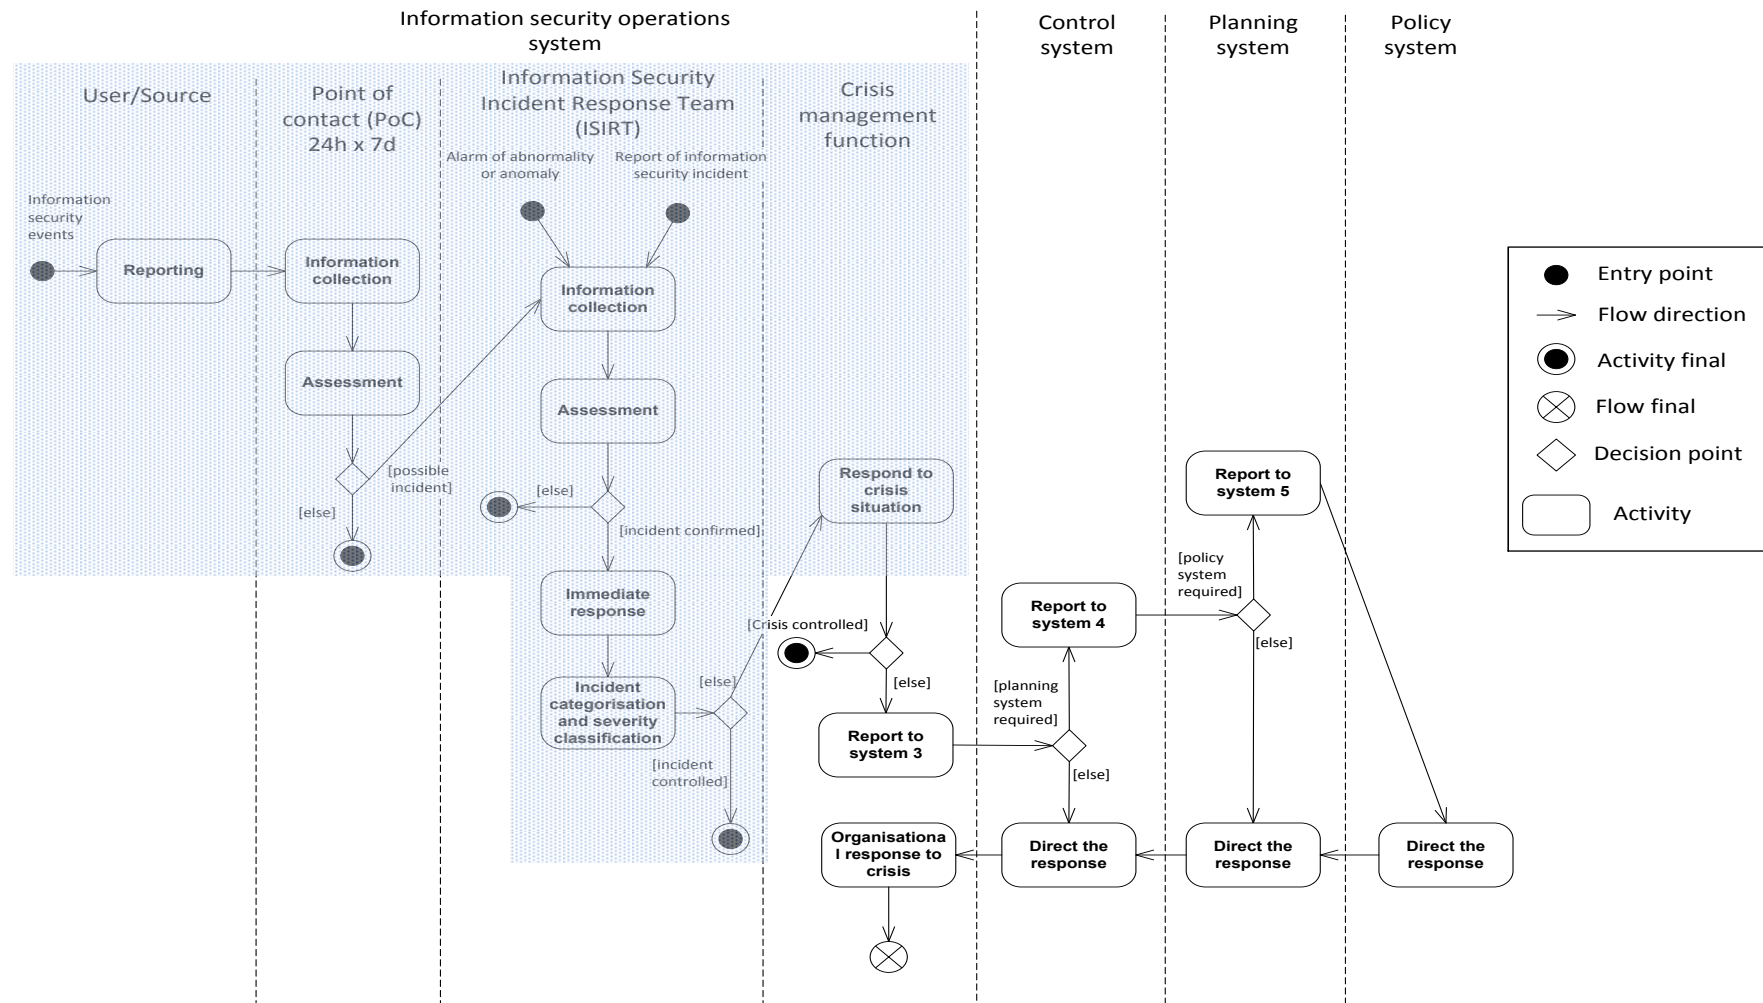 Information security operations
system
Control
system
Planning
system
Policy
system
User/Source
Point of
contact (PoC)
24h x 7d
Information Security
Incident Response Team
(ISIRT)
Crisis
management
function
Alarm of abnormality
or anomaly
Report of information
security incident
Information
security
events
Reporting
Information
collection
Information
collection
Assessment
Assessment
[possible
incident]
[else]
[else]
[incident confirmed]
Respond to
crisis
situation
Immediate
response
Incident
categorisation
and severity
classification
[else]
[incident
controlled]
[Crisis controlled]
[else]
Report to
system 3
[planning
system
required]
[else]
Report to
system 4
[policy
system
required]
[else]
Report to
system 5
Organisationa
l response to
crisis
Direct the
response
Direct the
response
Direct the
response
Entry point
Flow direction
Activity final
Flow final
Decision point
Activity